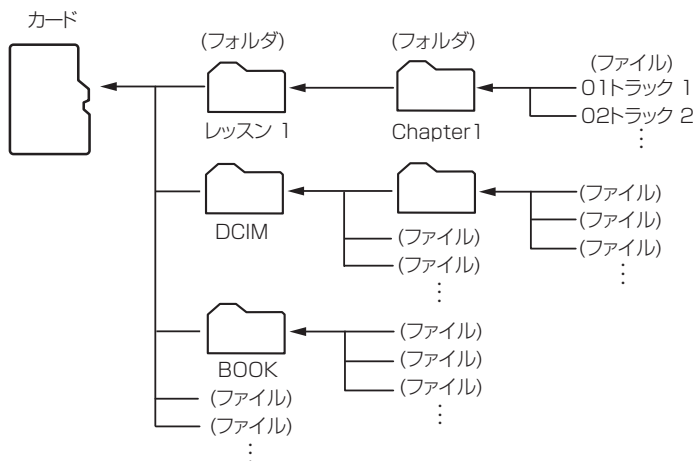 カード
(フォルダ)
(フォルダ)
(ファイル)
01トラック 1
02トラック 2
⋮
レッスン 1
Chapter1
DCIM
(ファイル)
(ファイル)
⋮
(ファイル)
(ファイル)
(ファイル)
⋮
BOOK
(ファイル)
(ファイル)
(ファイル)
⋮
(ファイル)
(ファイル)
⋮